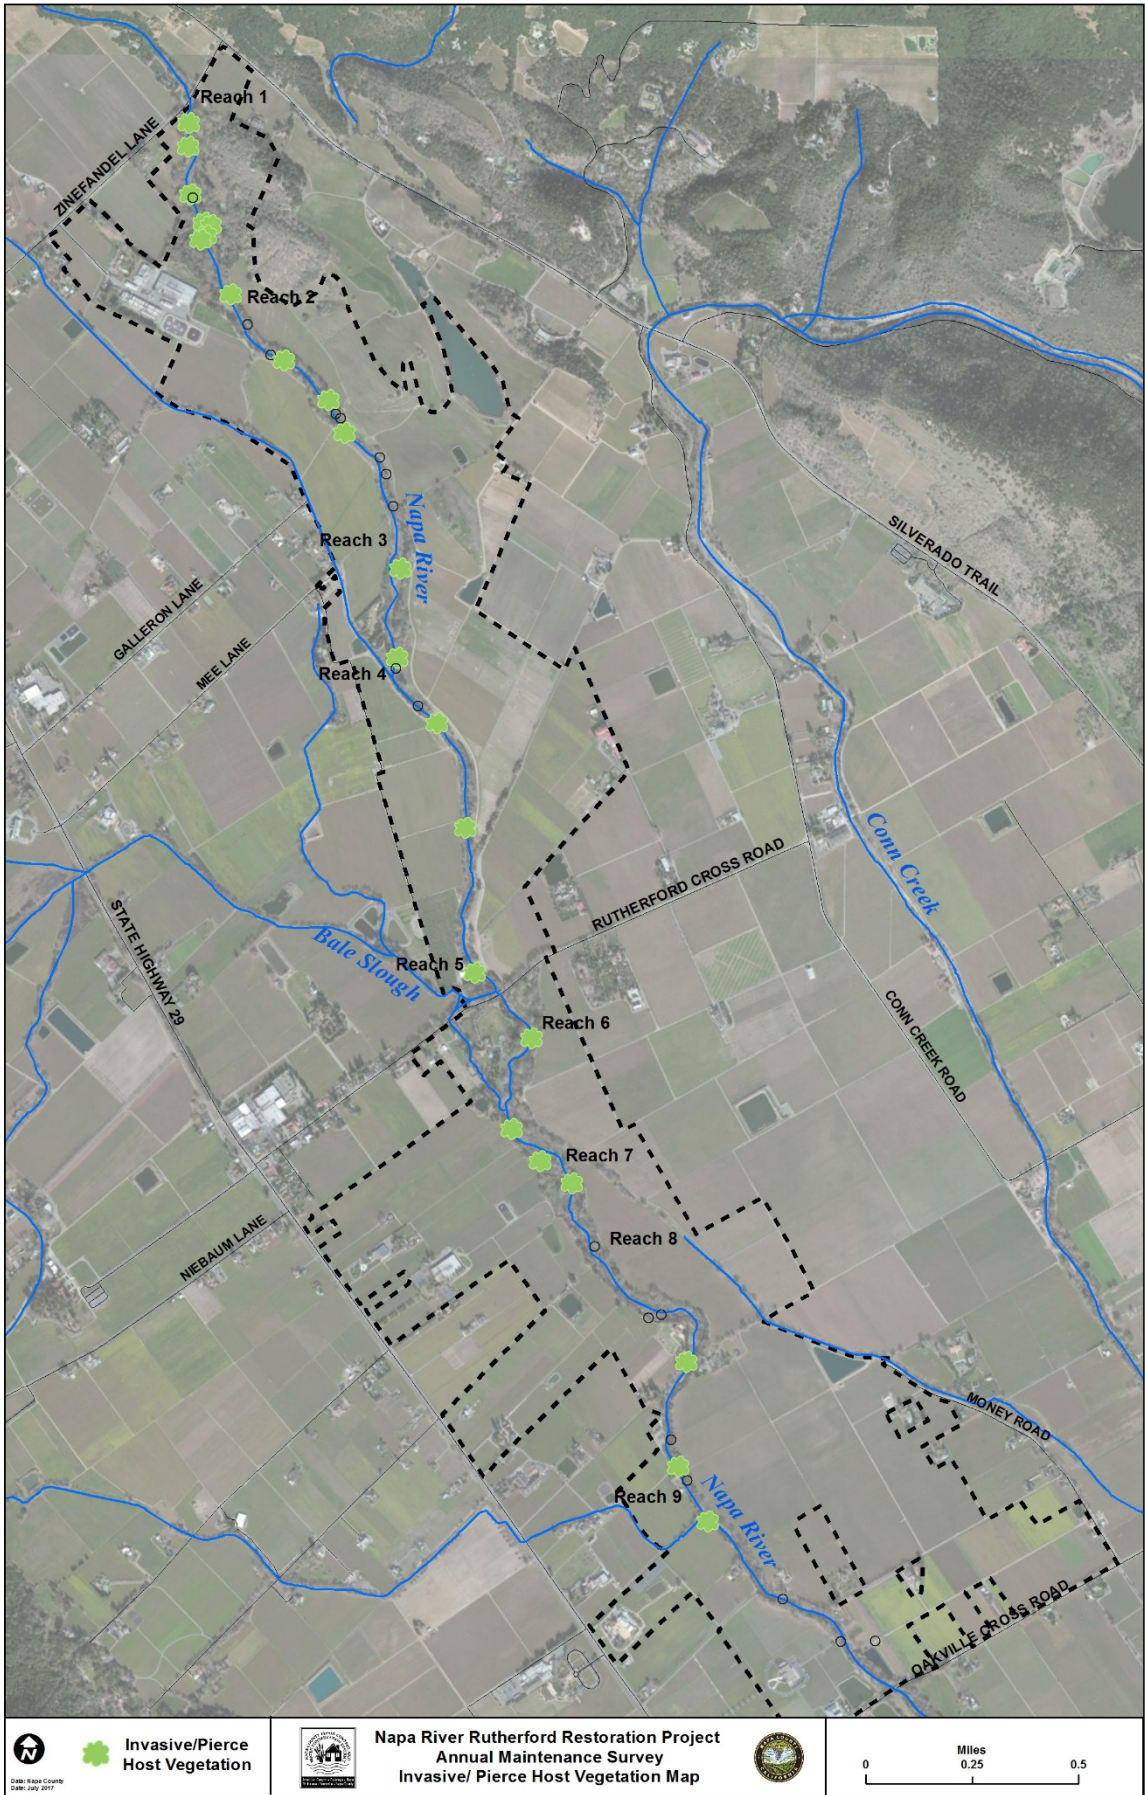 Reach 1
ZINEFANDEL LANE
Reach 2
Napa River
Reach 3
SILVERADO TRAIL
GALLERON LANE
MEE LANE
Reach 4
Conn Creek
RUTHERFORD CROSS ROAD
STATE HIGHWAY 29
Bale Slough
Reach 5
CONN CREEK ROAD
Reach 6
Reach 7
NIEBAUM LANE
Reach 8
MONEY ROAD
Reach 9
Napa River
OAKVILLE CROSS ROAD
N
Data: Napa County
Date: July 2017
Invasive/Pierce
Host Vegetation
Napa River Rutherford Restoration Project
Annual Maintenance Survey
Invasive/ Pierce Host Vegetation Map
NAPA COUNTY
CALIFORNIA
Miles
0 0.25 0.5